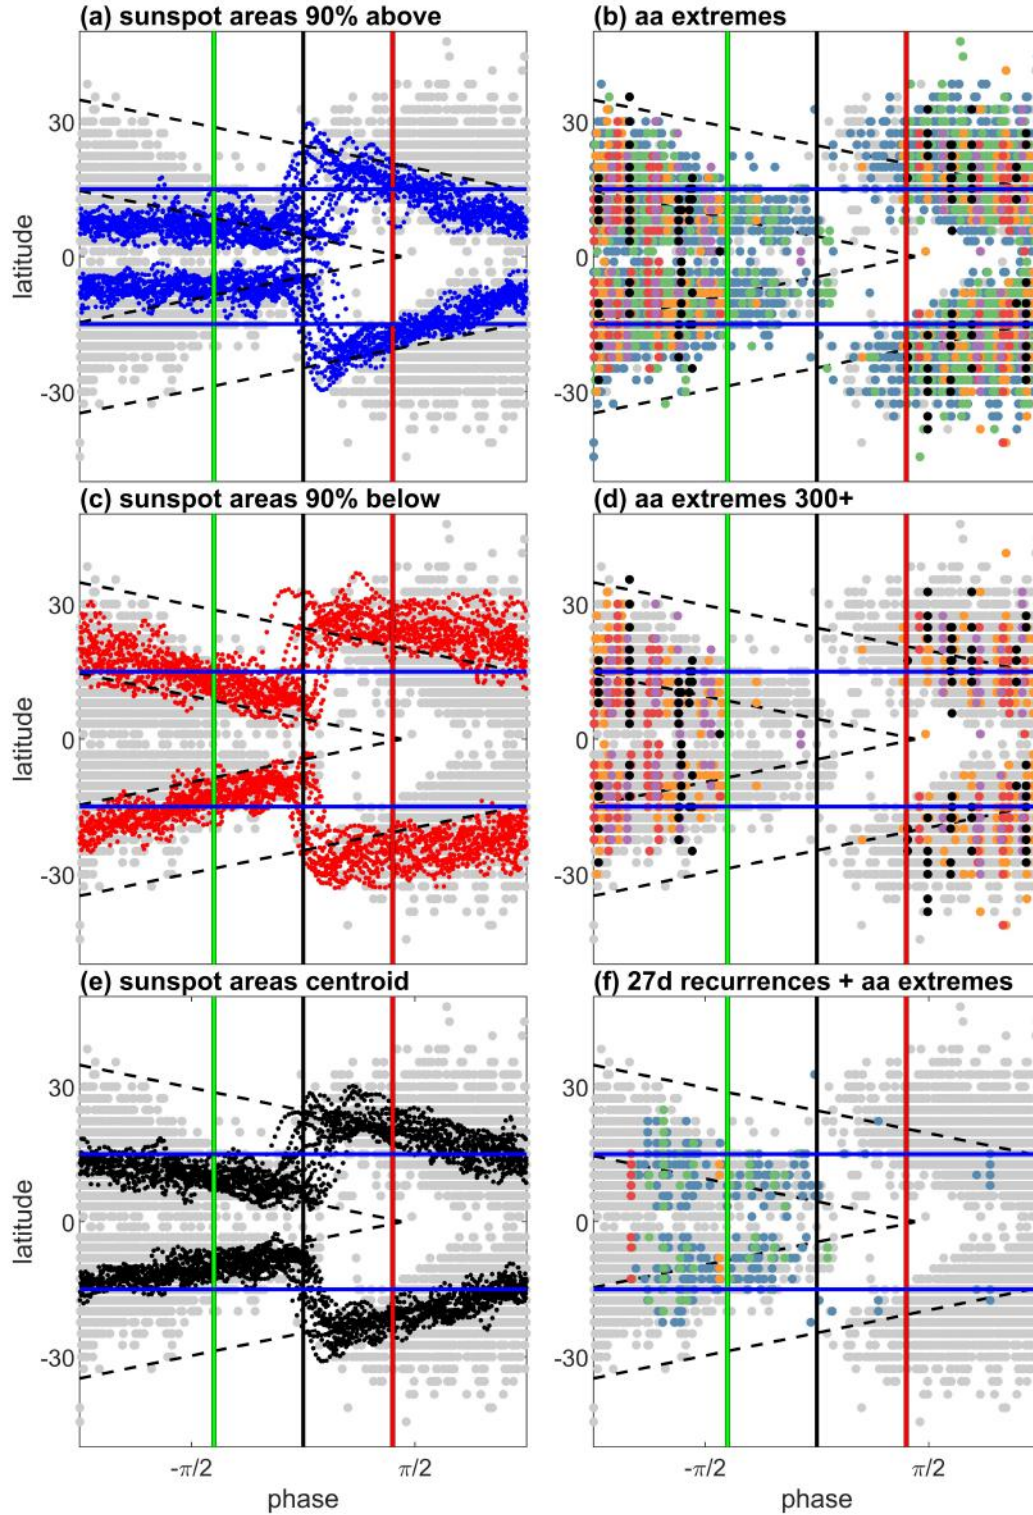 (a) sunspot areas 90% above
(b) aa extremes
30
0
-30
latitude
30
0
-30
(c) sunspot areas 90% below
(d) aa extremes 300+
30
0
-30
latitude
30
0
-30
(e) sunspot areas centroid
(f) 27d recurrences + aa extremes
30
0
-30
latitude
30
0
-30
-π/2
π/2
-π/2
π/2
phase
phase